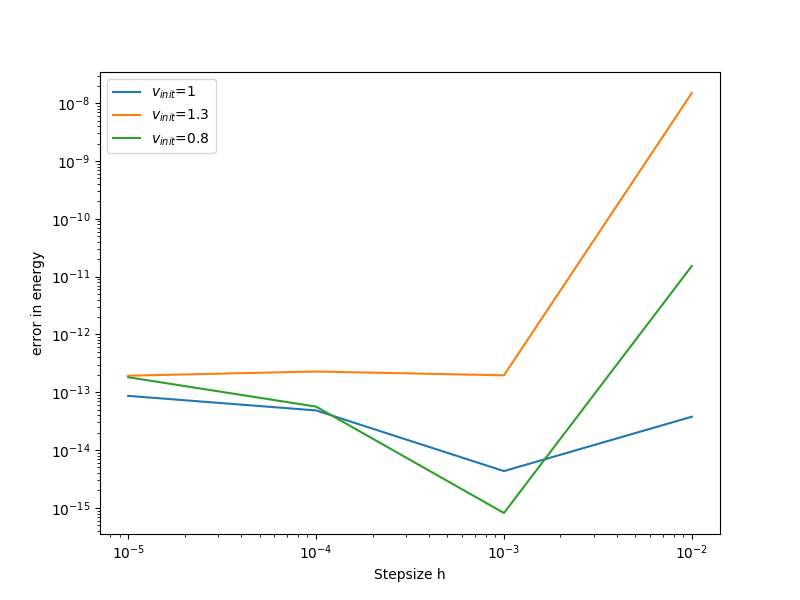 v_init=1
v_init=1.3
v_init=0.8
10⁻⁸
10⁻⁹
10⁻¹⁰
10⁻¹¹
10⁻¹²
10⁻¹³
10⁻¹⁴
10⁻¹⁵
error in energy
10⁻⁵ 10⁻⁴ 10⁻³ 10⁻²
Stepsize h